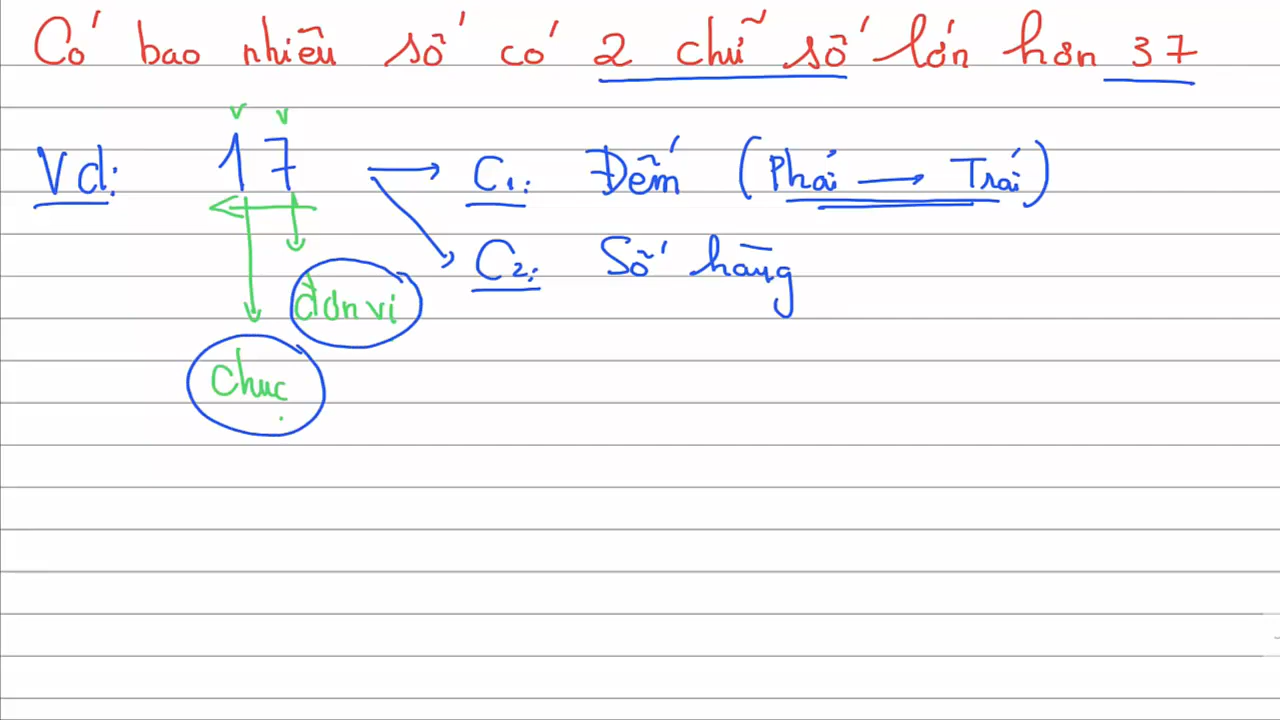 Có bao nhiêu số có 2 chữ số lớn hơn 37
Vd: 17 → C1: Đếm (Phải → Trái)
C2: Số hàng
đơn vị
chục